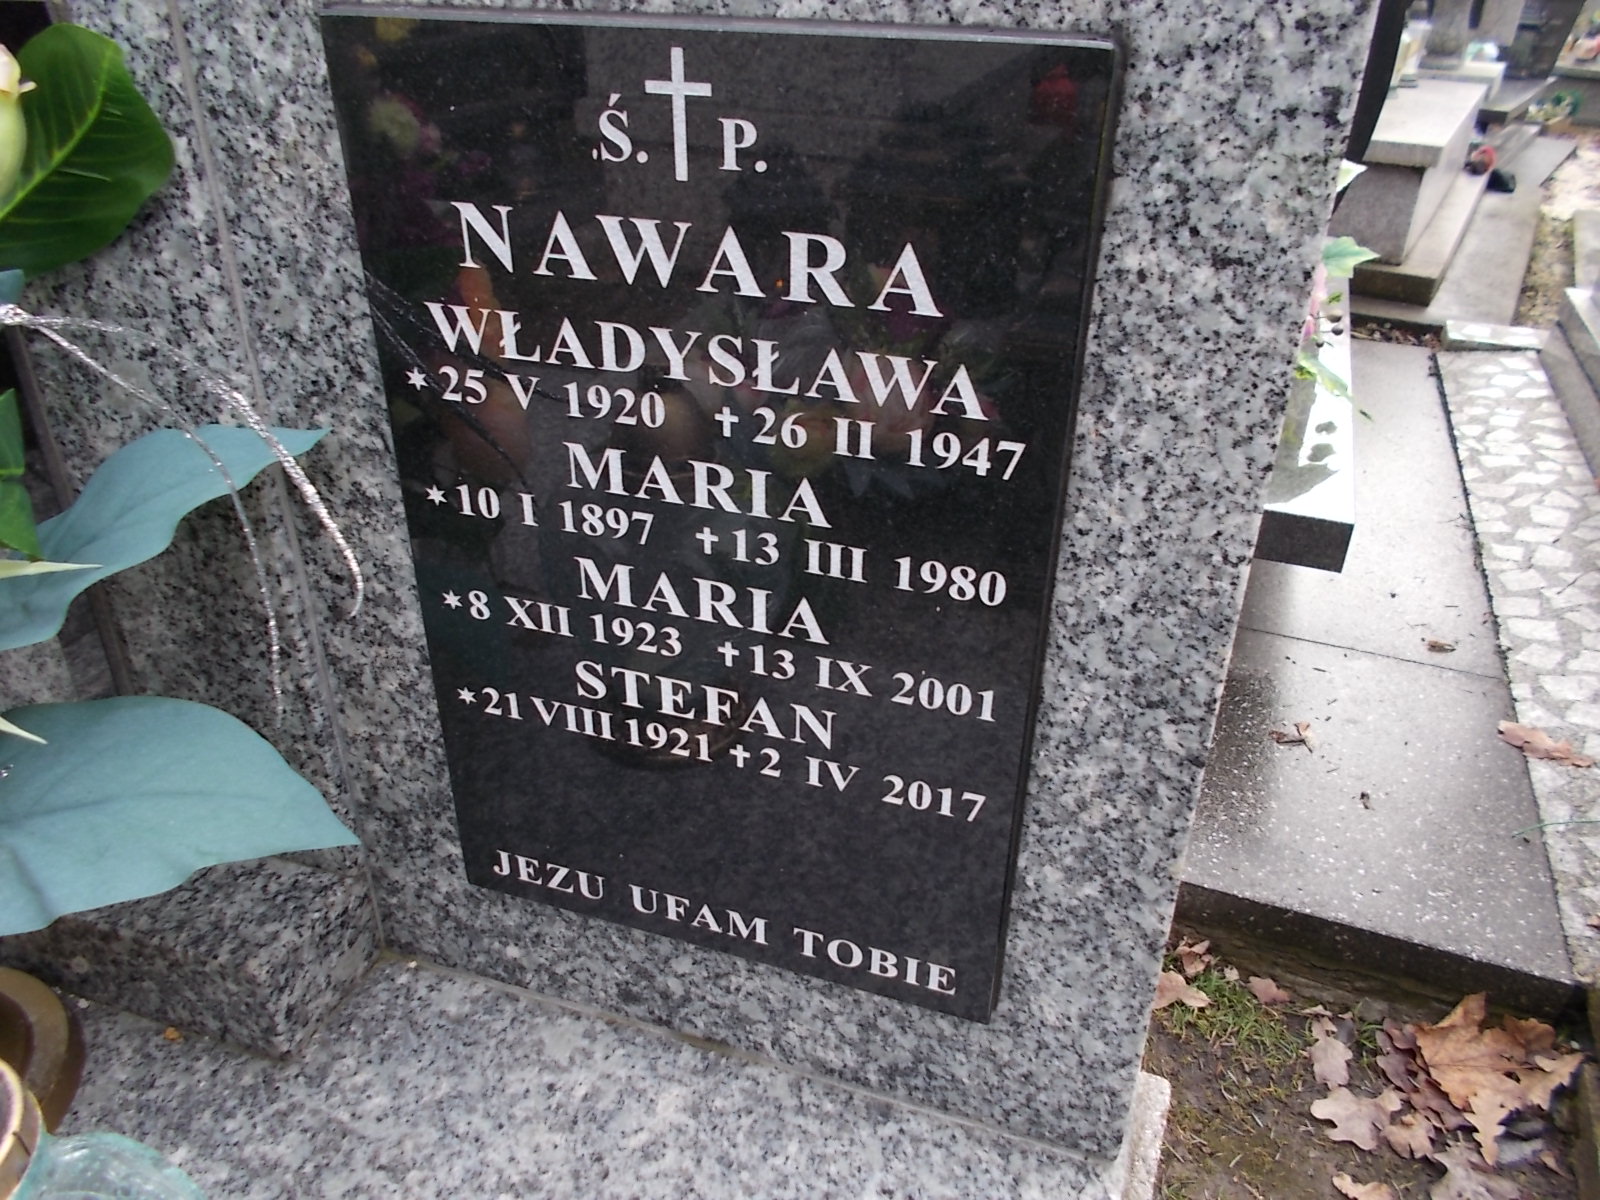 Ś. P.
NAWARA
WŁADYSŁAWA
*25 V 1920 ✝26 II 1947
MARIA
*10 I 1897 ✝13 III 1980
MARIA
*8 XII 1923 ✝13 IX 2001
STEFAN
*21 VIII 1921 ✝2 IV 2017
JEZU UFAM TOBIE